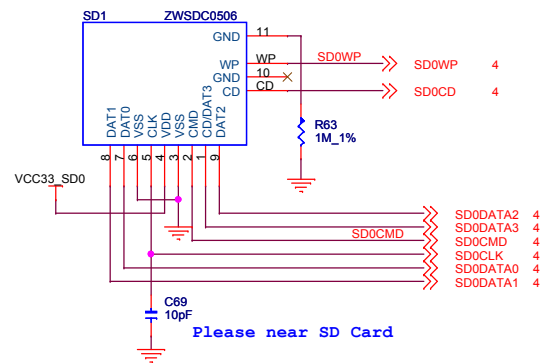 SD1 ZWSDC0506
GND 11
WP WP SD0WP SD0WP 4
GND 10
CD CD SD0CD 4
DAT1 DAT0 VSS CLK VDD VSS CMD CD/DAT3 DAT2
8 7 6 5 4 3 2 1 9
R63
1M_1%
VCC33_SD0
SD0DATA2 4
SD0DATA3 4
SD0CMD SD0CMD 4
SD0CLK 4
SD0DATA0 4
SD0DATA1 4
C69
10pF
Please near SD Card